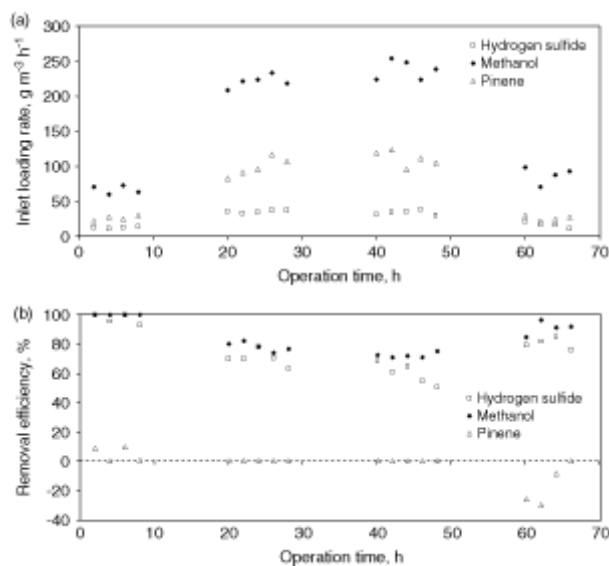 (a)
300
250
200
150
100
50
0
Inlet loading rate, g m⁻³ h⁻¹
Hydrogen sulfide
Methanol
Pinene
0 10 20 30 40 50 60 70
Operation time, h
(b)
100
80
60
40
20
0
-20
-40
Removal efficiency, %
Hydrogen sulfide
Methanol
Pinene
0 10 20 30 40 50 60 70
Operation time, h